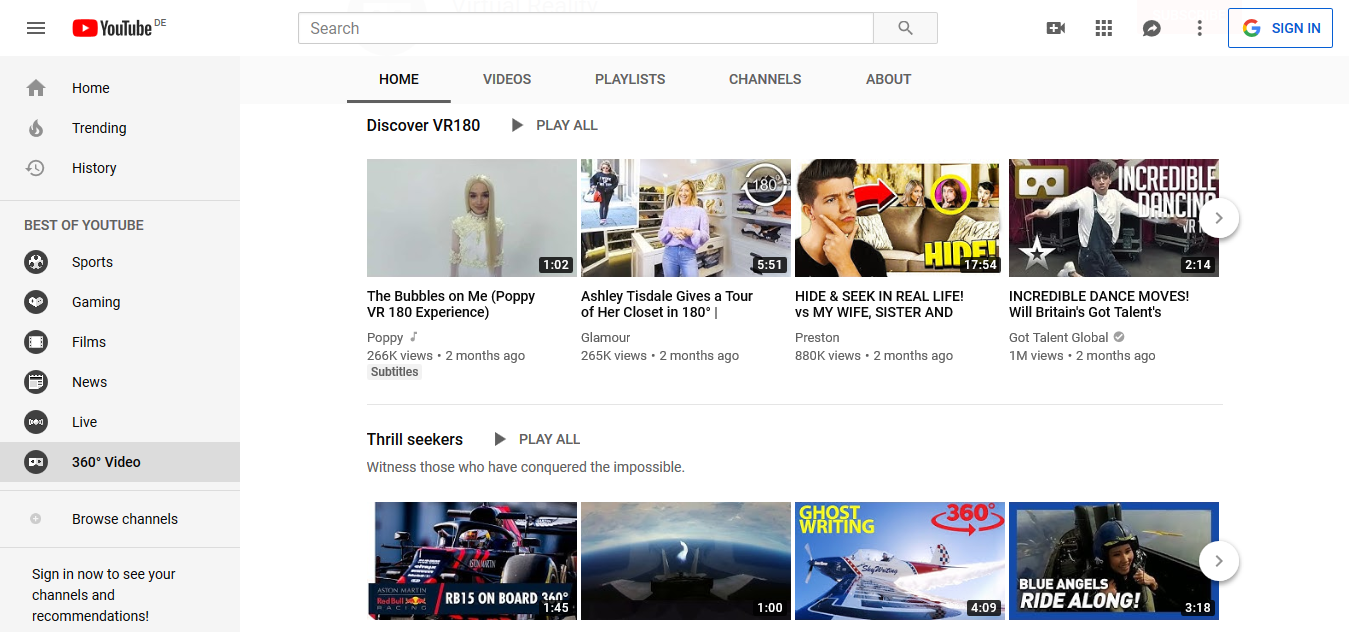 YouTube DE
Search
SIGN IN
Home
Trending
History
BEST OF YOUTUBE
Sports
Gaming
Films
News
Live
360° Video
Browse channels
Sign in now to see your
channels and
recommendations!
HOME VIDEOS PLAYLISTS CHANNELS ABOUT
Discover VR180 PLAY ALL
1:02
180°
5:51
HIDE!
17:54
INCREDIBLE
DANCING
VR
2:14
The Bubbles on Me (Poppy
VR 180 Experience)
Poppy
266K views • 2 months ago
Subtitles
Ashley Tisdale Gives a Tour
of Her Closet in 180° |
Glamour
265K views • 2 months ago
HIDE & SEEK IN REAL LIFE!
vs MY WIFE, SISTER AND
Preston
880K views • 2 months ago
INCREDIBLE DANCE MOVES!
Will Britain's Got Talent's
Got Talent Global
1M views • 2 months ago
Thrill seekers PLAY ALL
Witness those who have conquered the impossible.
ASTON MARTIN
ASTON MARTIN
Red Bull
RACING
RB15 ON BOARD 360°
1:45
1:00
GHOST
WRITING
360°
SkyWriting
4:09
BLUE ANGELS
RIDE ALONG!
3:18